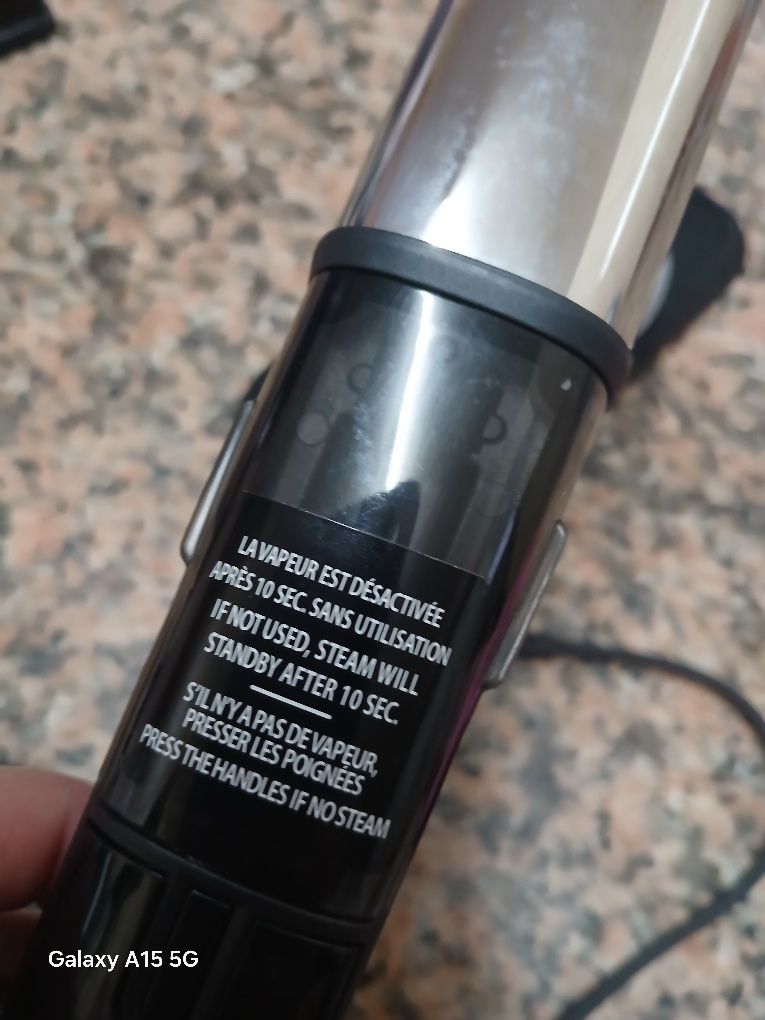 LA VAPEUR EST DÉSACTIVÉE
APRÈS 10 SEC. SANS UTILISATION
IF NOT USED, STEAM WILL
STANDBY AFTER 10 SEC.
S'IL N'Y A PAS DE VAPEUR,
PRESSER LES POIGNÉES
PRESS THE HANDLES IF NO STEAM
Galaxy A15 5G